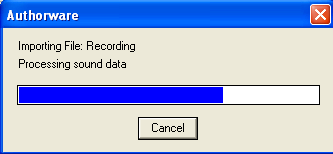 Authorware
Importing File: Recording
Processing sound data
Cancel